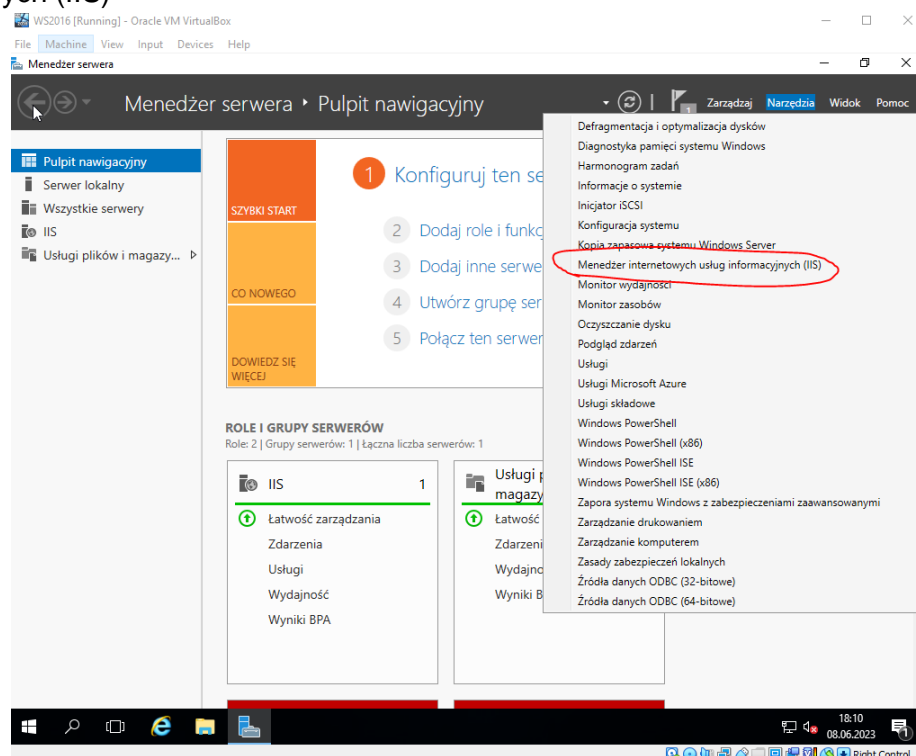 ych (IIS)
WS2016 [Running] - Oracle VM VirtualBox
File Machine View Input Devices Help
Menedżer serwera
Menedżer serwera • Pulpit nawigacyjny
1
Zarządzaj Narzędzia Widok Pomoc
Pulpit nawigacyjny
Serwer lokalny
Wszystkie serwery
IIS
Usługi plików i magazy...
SZYBKI START
CO NOWEGO
DOWIEDZ SIĘ
WIĘCEJ
1 Konfiguruj ten se
2 Dodaj role i funkc
3 Dodaj inne serwe
4 Utwórz grupę ser
5 Połącz ten serwer
Defragmentacja i optymalizacja dysków
Diagnostyka pamięci systemu Windows
Harmonogram zadań
Informacje o systemie
Inicjator iSCSI
Konfiguracja systemu
Kopia zapasowa systemu Windows Server
Menedżer internetowych usług informacyjnych (IIS)
Monitor wydajności
Monitor zasobów
Oczyszczanie dysku
Podgląd zdarzeń
Usługi
Usługi Microsoft Azure
Usługi składowe
Windows PowerShell
Windows PowerShell (x86)
Windows PowerShell ISE
Windows PowerShell ISE (x86)
Zapora systemu Windows z zabezpieczeniami zaawansowanymi
Zarządzanie drukowaniem
Zarządzanie komputerem
Zasady zabezpieczeń lokalnych
Źródła danych ODBC (32-bitowe)
Źródła danych ODBC (64-bitowe)
ROLE I GRUPY SERWERÓW
Role: 2 | Grupy serwerów: 1 | Łączna liczba serwerów: 1
IIS 1
Łatwość zarządzania
Zdarzenia
Usługi
Wydajność
Wyniki BPA
Usługi p
magazy
Łatwość
Zdarzeni
Wydajno
Wyniki B
18:10
08.06.2023
1
Right Control